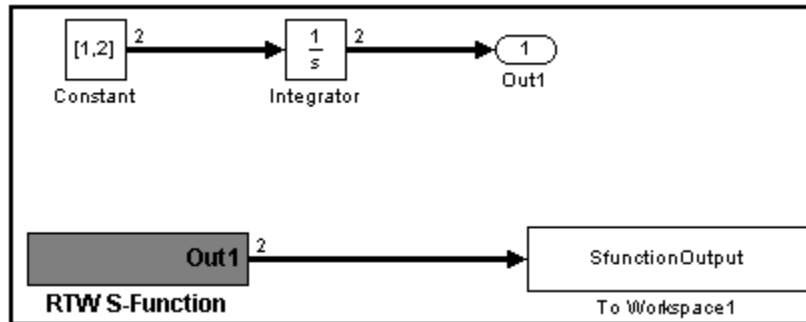 [1,2]
2
1
s
2
1
Constant
Integrator
Out1
Out1
2
SfunctionOutput
RTW S-Function
To Workspace1